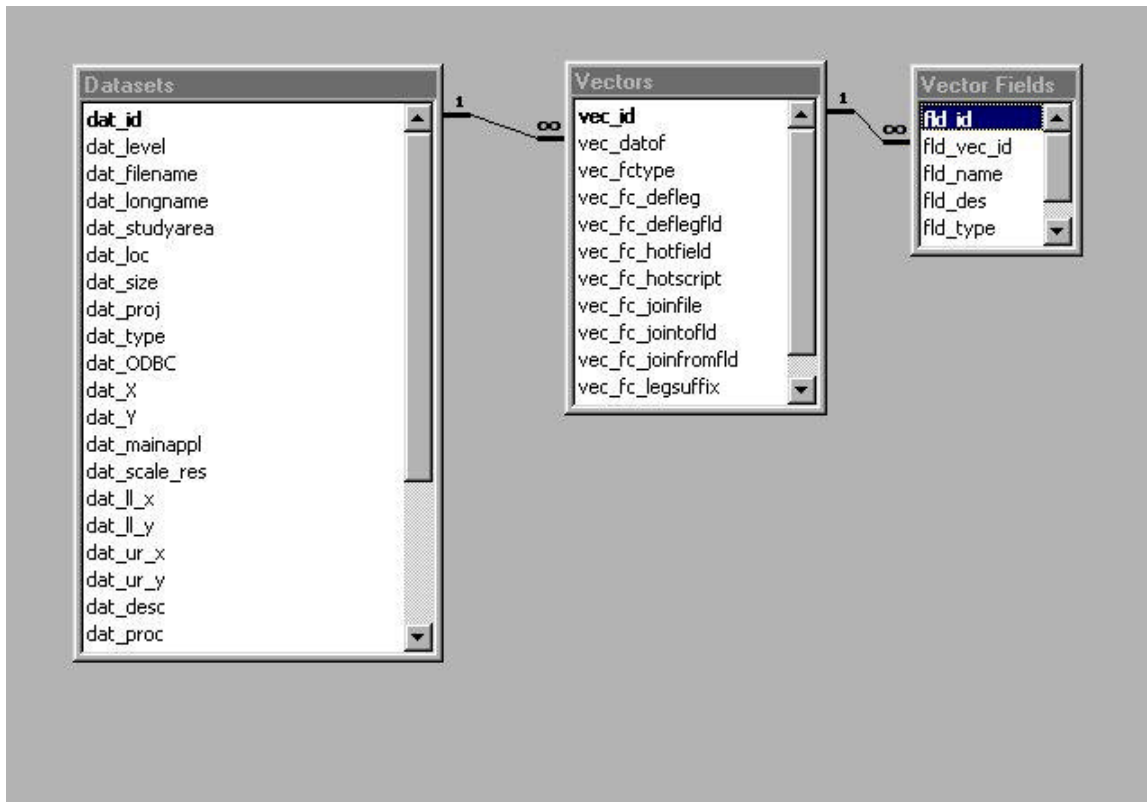 Datasets
dat_id
dat_level
dat_filename
dat_longname
dat_studyarea
dat_loc
dat_size
dat_proj
dat_type
dat_ODBC
dat_X
dat_Y
dat_mainappl
dat_scale_res
dat_ll_x
dat_ll_y
dat_ur_x
dat_ur_y
dat_desc
dat_proc
1
∞
Vectors
vec_id
vec_datof
vec_fctype
vec_fc_defleg
vec_fc_deflegfld
vec_fc_hotfield
vec_fc_hotscript
vec_fc_joinfile
vec_fc_jointofld
vec_fc_joinfromfld
vec_fc_legsuffix
1
∞
Vector Fields
fld_id
fld_vec_id
fld_name
fld_des
fld_type